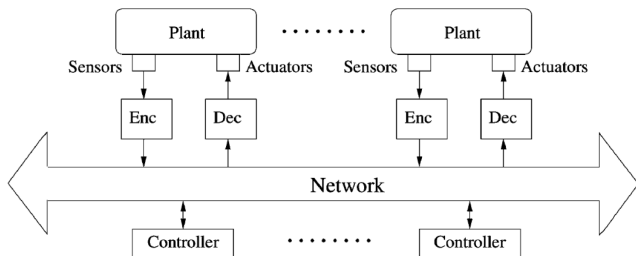 Plant
Plant
Sensors
Actuators
Sensors
Actuators
Enc
Dec
Enc
Dec
Network
Controller
Controller